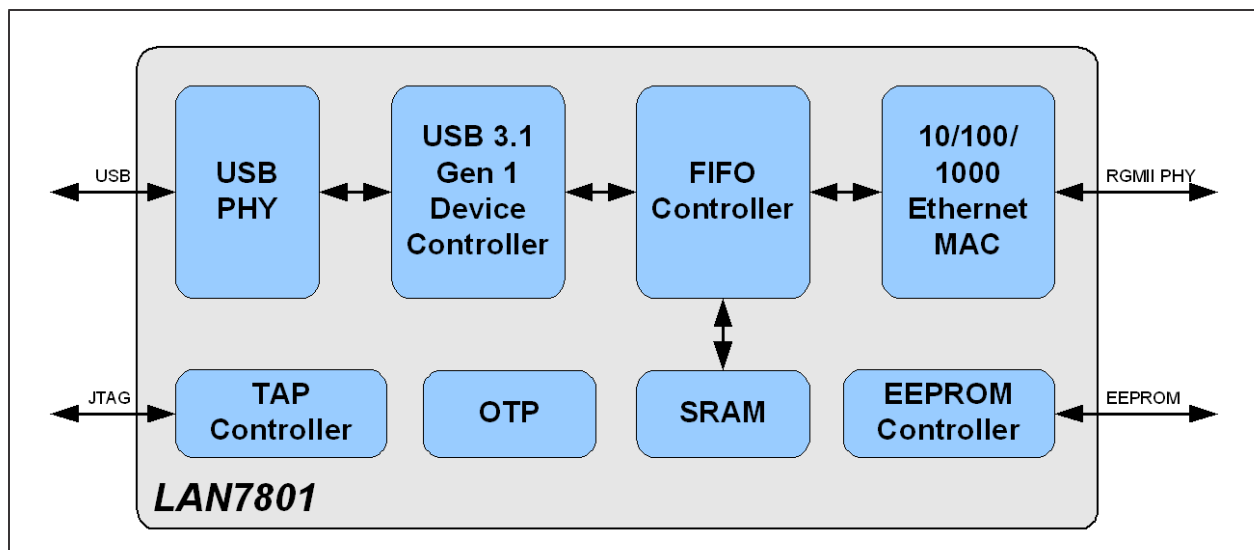 USB
USB
PHY
USB 3.1
Gen 1
Device
Controller
FIFO
Controller
10/100/
1000
Ethernet
MAC
RGMII PHY
JTAG
TAP
Controller
OTP
SRAM
EEPROM
Controller
EEPROM
LAN7801